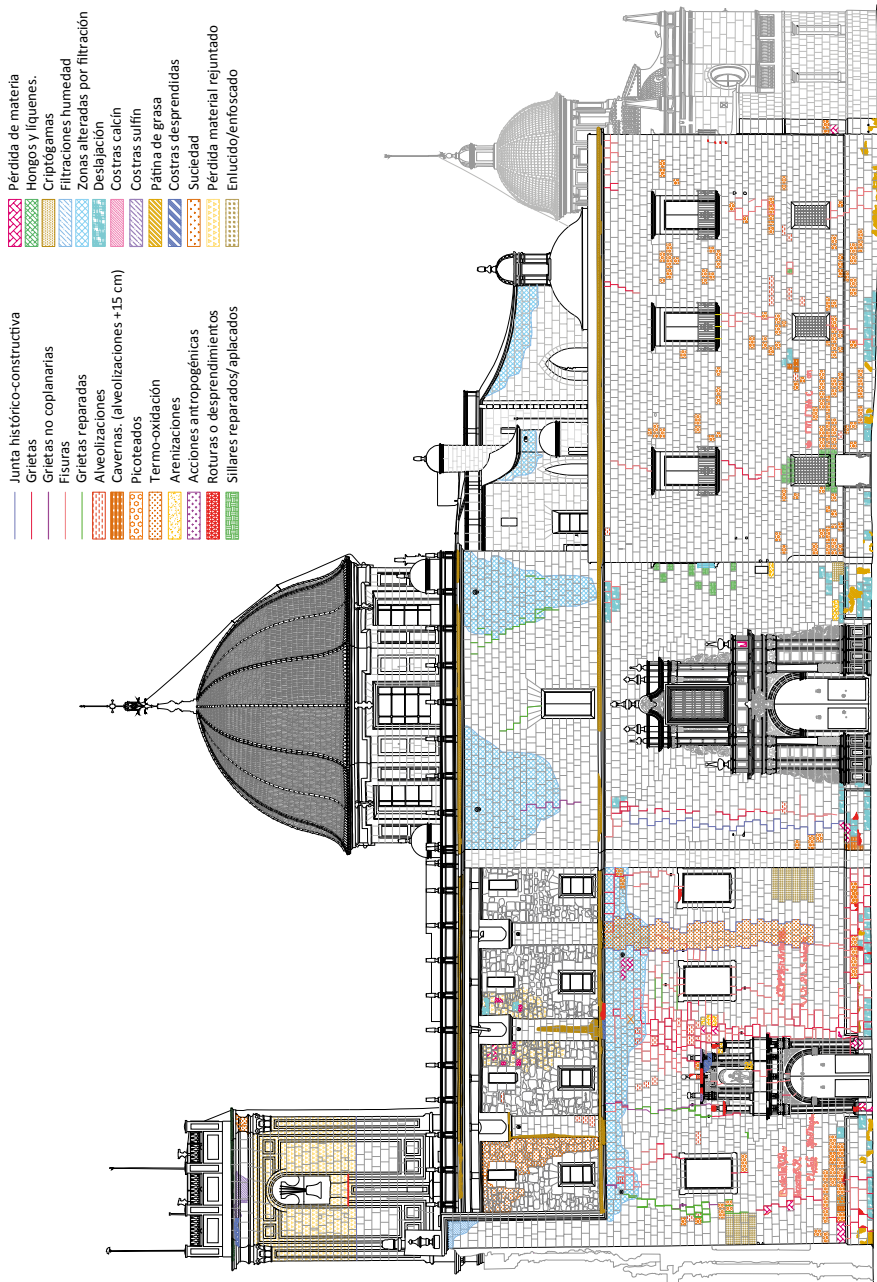 Junta histórico-constructiva
Grietas
Grietas no coplanarias
Fisuras
Grietas reparadas
Alveolizaciones
Cavernas. (alveolizaciones +15 cm)
Picoteados
Termo-oxidación
Arenizaciones
Acciones antropogénicas
Roturas o desprendimientos
Sillares reparados/aplacados
Pérdida de materia
Hongos y líquenes.
Criptógamas
Filtraciones humedad
Zonas alteradas por filtración
Deslajación
Costras calcín
Costras sulfín
Pátina de grasa
Costras desprendidas
Suciedad
Pérdida material rejuntado
Enlucido/enfoscado